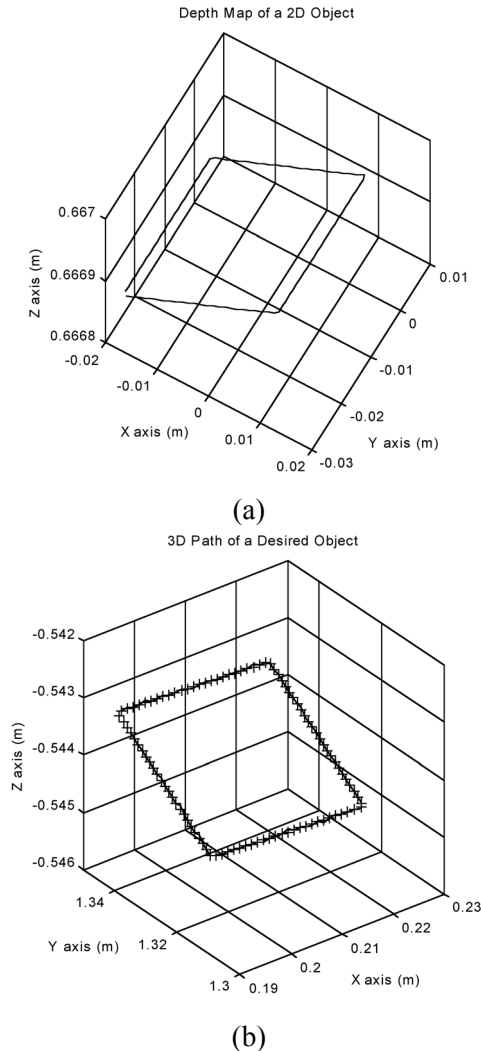 Depth Map of a 2D Object
0.667
0.6669
0.6668
Z axis (m)
-0.02
-0.01
0
0.01
0.02
X axis (m)
-0.03
-0.02
-0.01
0
0.01
Y axis (m)
(a)
3D Path of a Desired Object
-0.542
-0.543
-0.544
-0.545
-0.546
Z axis (m)
1.34
1.32
1.3
Y axis (m)
0.19
0.2
0.21
0.22
0.23
X axis (m)
(b)